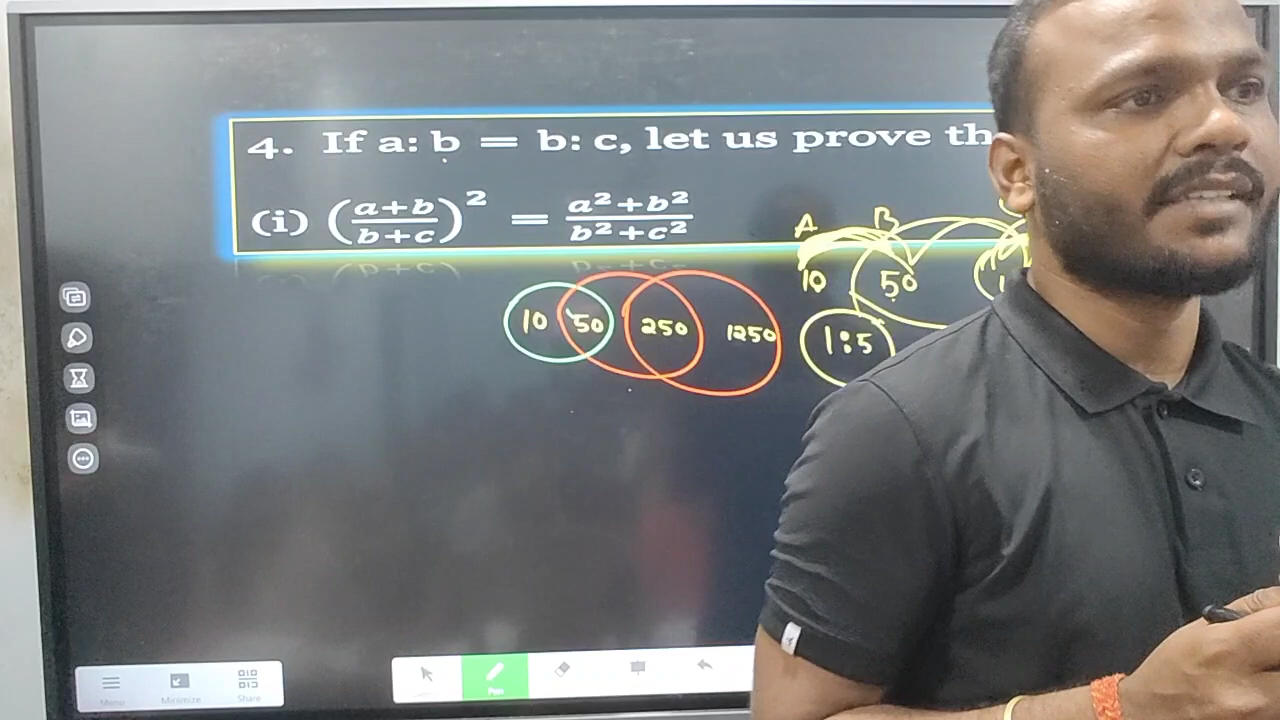 4. If a: b = b: c, let us prove th
(i) (a+b/b+c)² = a²+b²/b²+c²
A B
10 50
10 50 250 1250
1:5
Menu Minimize Share
Pen